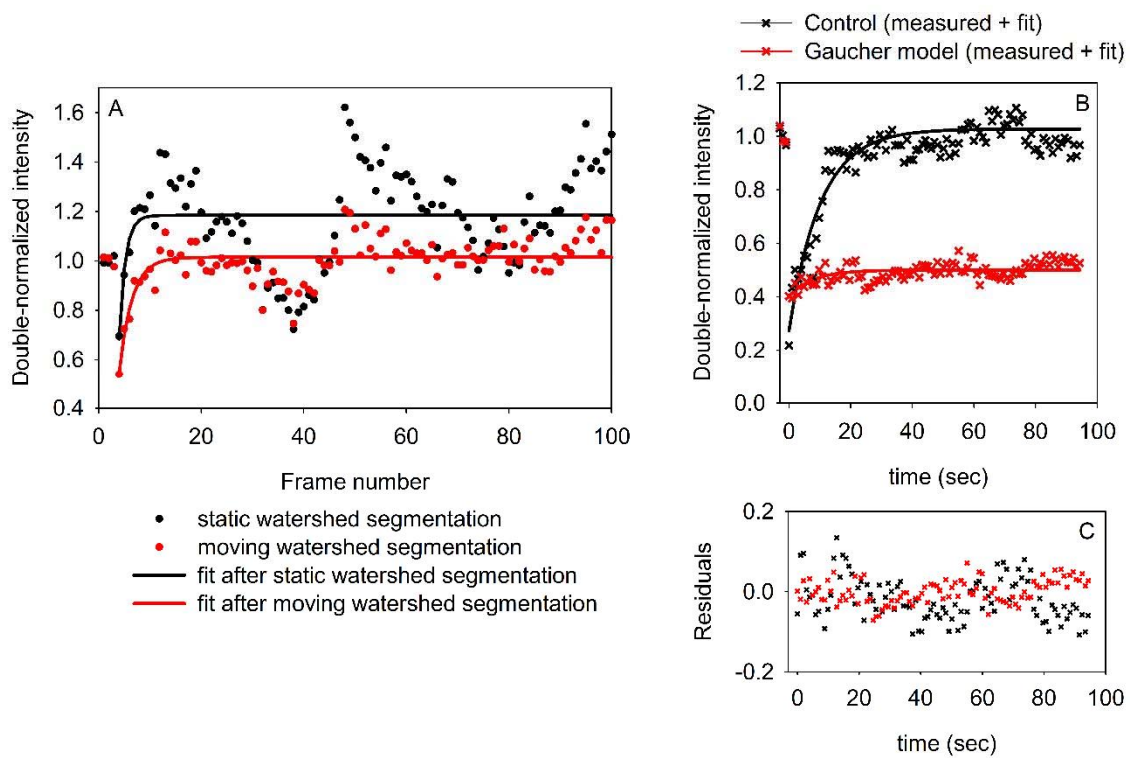 A
Double-normalized intensity
1.6
1.4
1.2
1.0
0.8
0.6
0.4
0 20 40 60 80 100
Frame number
static watershed segmentation
moving watershed segmentation
fit after static watershed segmentation
fit after moving watershed segmentation
Control (measured + fit)
Gaucher model (measured + fit)
B
Double-normalized intensity
1.2
1.0
0.8
0.6
0.4
0.2
0.0
0 20 40 60 80 100
time (sec)
C
Residuals
0.2
0.0
-0.2
0 20 40 60 80 100
time (sec)